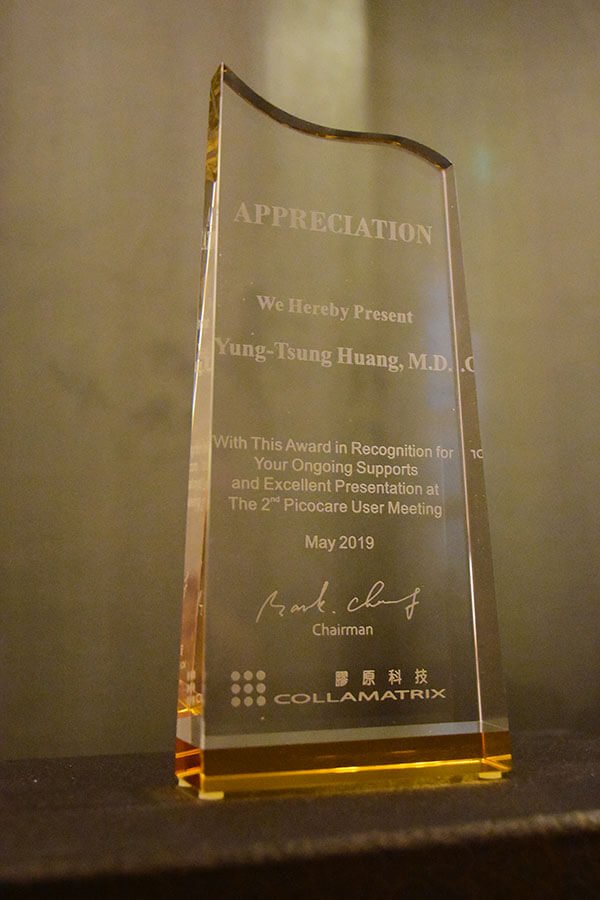 APPRECIATION
We Hereby Present
Yung-Tsung Huang, M.D.
With This Award in Recognition for
Your Ongoing Supports
and Excellent Presentation at
The 2nd Picocare User Meeting
May 2019
Chairman
膠原科技
COLLAMATRIX